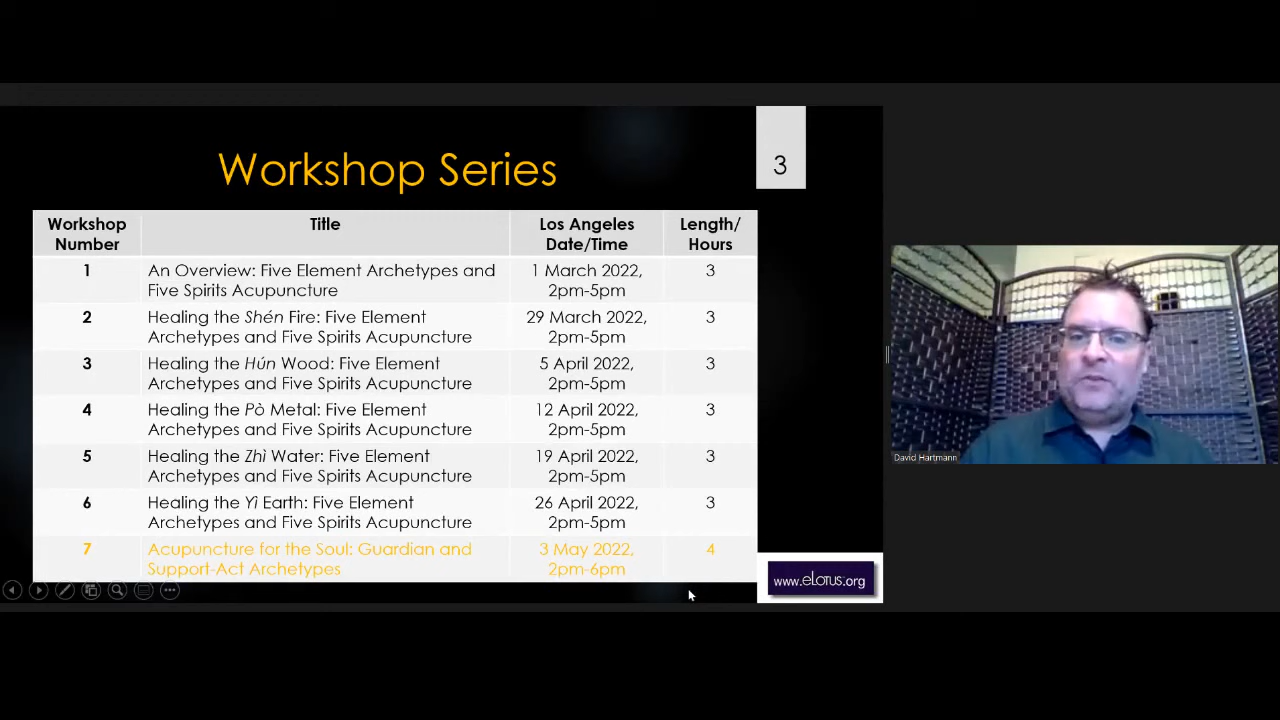 Workshop Series
3
Workshop
Number
Title
Los Angeles
Date/Time
Length/
Hours
1
An Overview: Five Element Archetypes and
Five Spirits Acupuncture
1 March 2022,
2pm-5pm
3
2
Healing the Shén Fire: Five Element
Archetypes and Five Spirits Acupuncture
29 March 2022,
2pm-5pm
3
3
Healing the Hún Wood: Five Element
Archetypes and Five Spirits Acupuncture
5 April 2022,
2pm-5pm
3
4
Healing the Pò Metal: Five Element
Archetypes and Five Spirits Acupuncture
12 April 2022,
2pm-5pm
3
5
Healing the Zhì Water: Five Element
Archetypes and Five Spirits Acupuncture
19 April 2022,
2pm-5pm
3
6
Healing the Yì Earth: Five Element
Archetypes and Five Spirits Acupuncture
26 April 2022,
2pm-5pm
3
7
Acupuncture for the Soul: Guardian and
Support-Act Archetypes
3 May 2022,
2pm-6pm
4
www.eLotus.org
David Hartmann